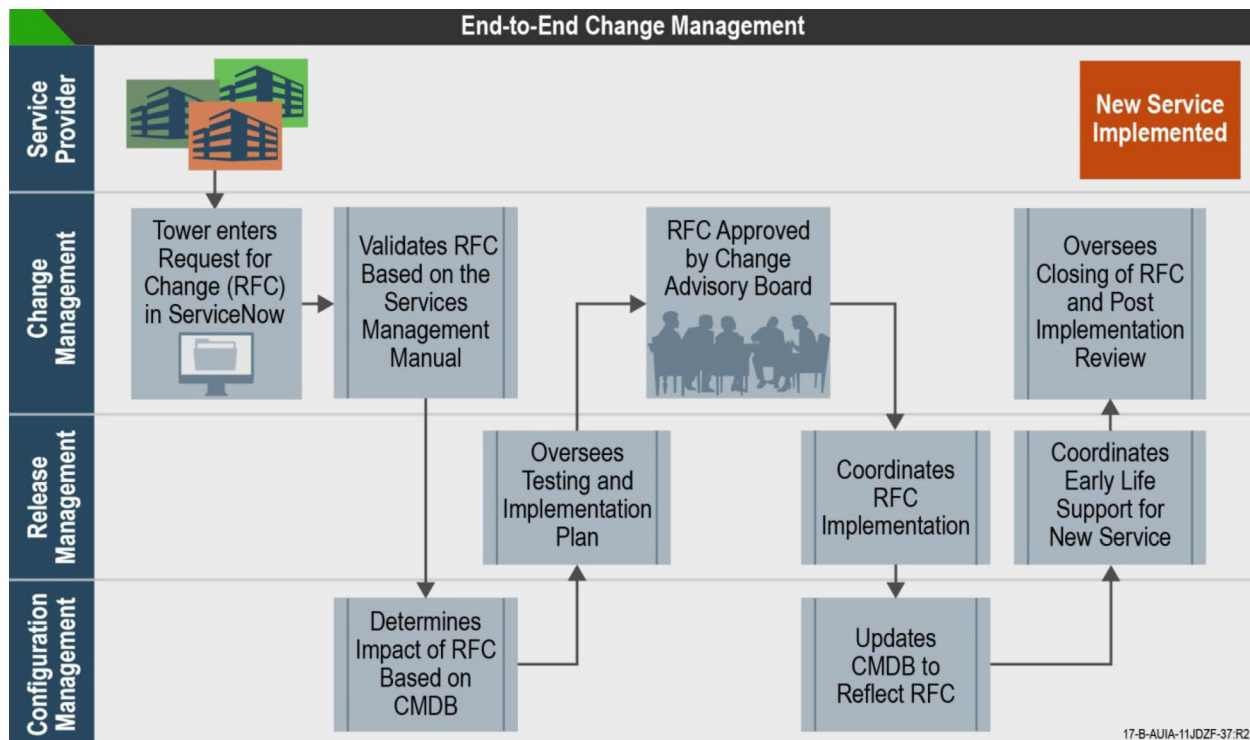 End-to-End Change Management
Service
Provider
New Service
Implemented
Change
Management
Tower enters
Request for
Change (RFC)
in ServiceNow
Validates RFC
Based on the
Services
Management
Manual
RFC Approved
by Change
Advisory Board
Oversees
Closing of RFC
and Post
Implementation
Review
Release
Management
Oversees
Testing and
Implementation
Plan
Coordinates
RFC
Implementation
Coordinates
Early Life
Support for
New Service
Configuration
Management
Determines
Impact of RFC
Based on
CMDB
Updates
CMDB to
Reflect RFC
17-B-AUIA-11JDZF-37:R2